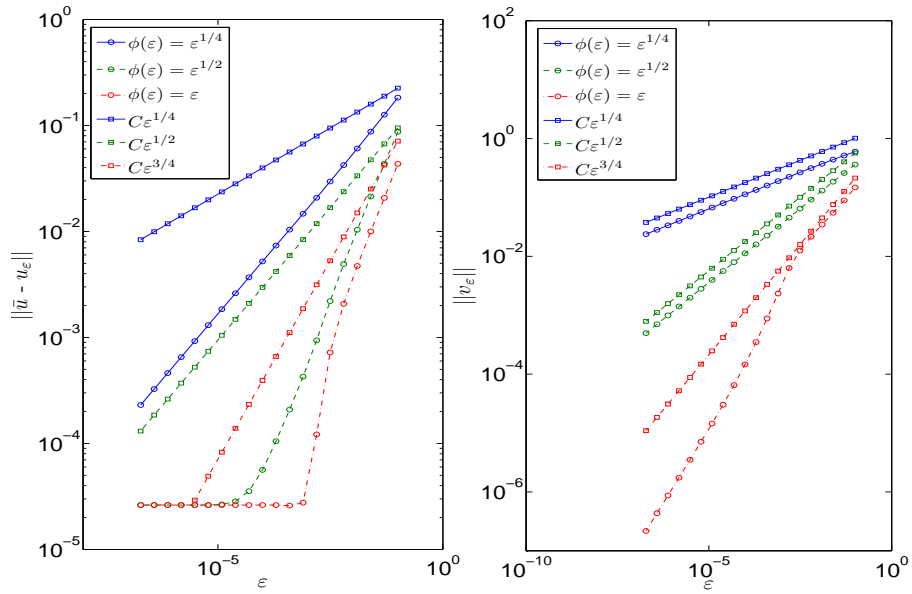 10^0
10^{-1}
10^{-2}
10^{-3}
10^{-4}
10^{-5}
||ū - u_ε||
φ(ε) = ε^{1/4}
φ(ε) = ε^{1/2}
φ(ε) = ε
Cε^{1/4}
Cε^{1/2}
Cε^{3/4}
10^{-5}
10^0
ε
10^2
10^0
10^{-2}
10^{-4}
10^{-6}
||v_ε||
φ(ε) = ε^{1/4}
φ(ε) = ε^{1/2}
φ(ε) = ε
Cε^{1/4}
Cε^{1/2}
Cε^{3/4}
10^{-10}
10^{-5}
10^0
ε